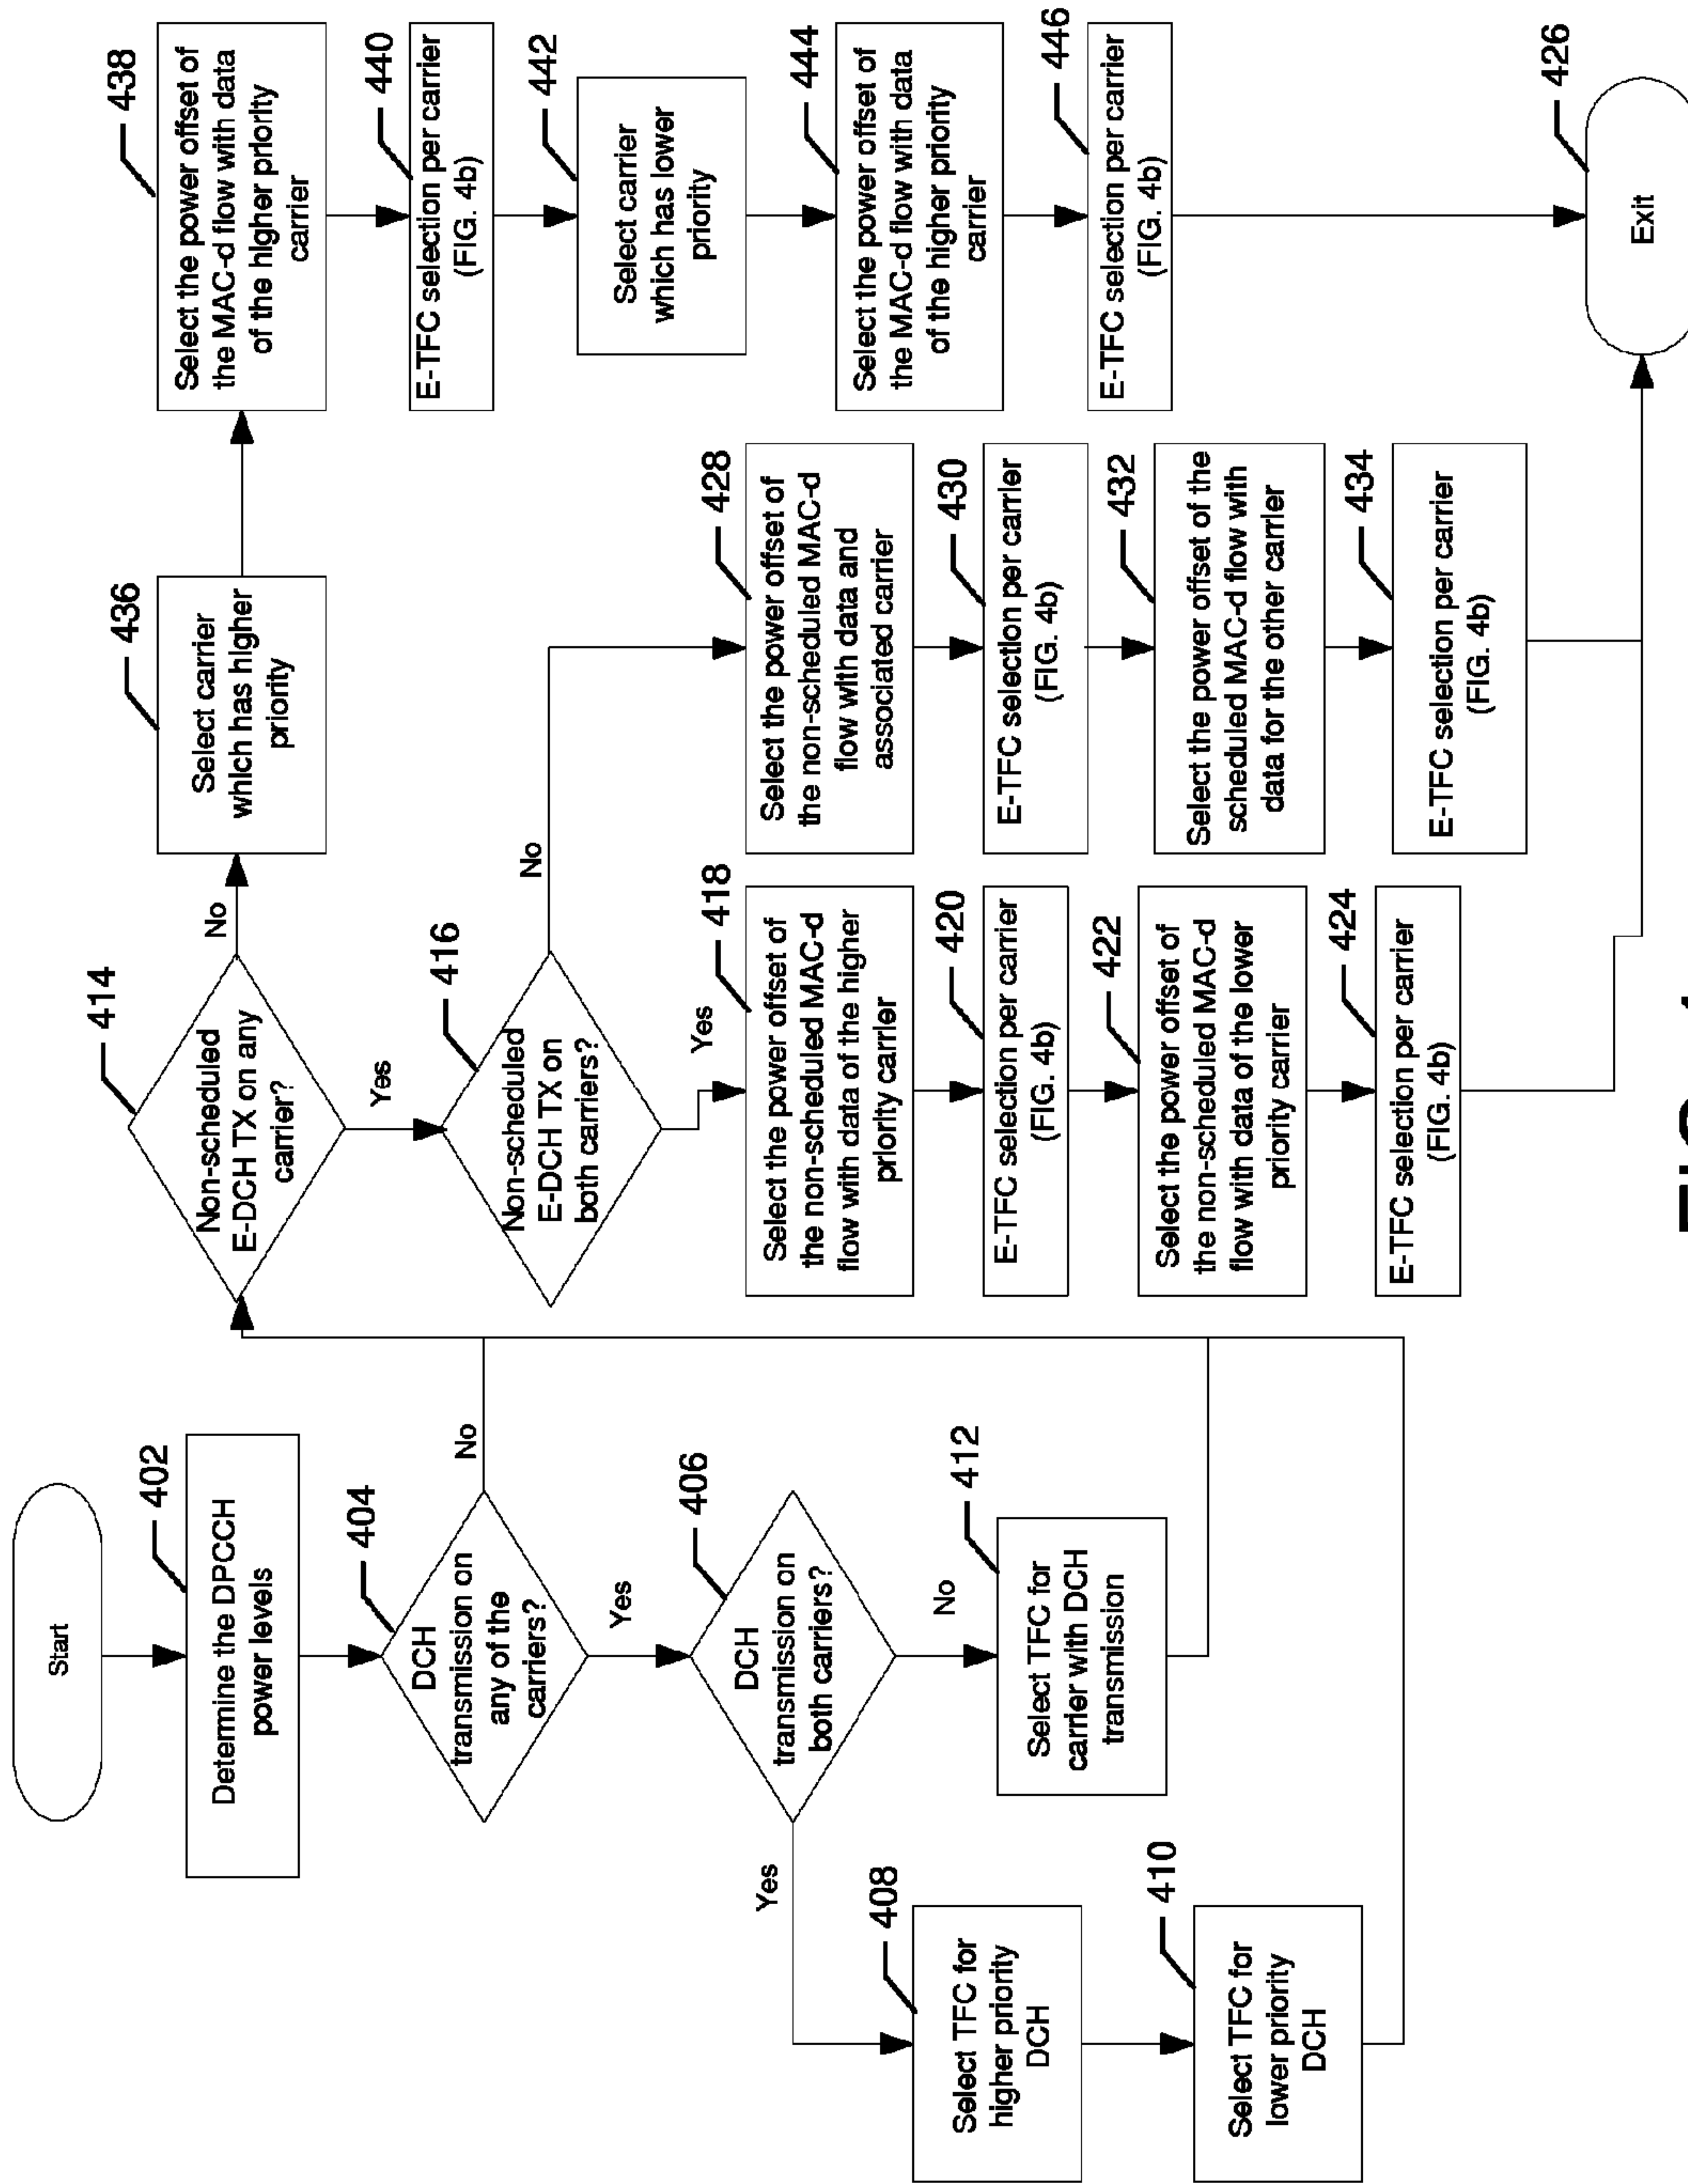 Start
402
Determine the DPCCH
power levels
404
DCH
transmission on
any of the
carriers?
No
Yes
406
DCH
transmission on
both carriers?
Yes
No
408
Select TFC for
higher priority
DCH
410
Select TFC for
lower priority
DCH
412
Select TFC for
carrier with DCH
transmission
414
Non-scheduled
E-DCH TX on any
carrier?
No
Yes
416
Non-scheduled
E-DCH TX on
both carriers?
No
Yes
418
Select the power offset of
the non-scheduled MAC-d
flow with data of the higher
priority carrier
420
E-TFC selection per carrier
(FIG. 4b)
422
Select the power offset of
the non-scheduled MAC-d
flow with data of the lower
priority carrier
424
E-TFC selection per carrier
(FIG. 4b)
428
Select the power offset of
the non-scheduled MAC-d
flow with data and
associated carrier
430
E-TFC selection per carrier
(FIG. 4b)
432
Select the power offset of the
scheduled MAC-d flow with
data for the other carrier
434
E-TFC selection per carrier
(FIG. 4b)
436
Select carrier
which has higher
priority
438
Select the power offset of
the MAC-d flow with data
of the higher priority
carrier
440
E-TFC selection per carrier
(FIG. 4b)
442
Select carrier
which has lower
priority
444
Select the power offset of
the MAC-d flow with data
of the higher priority
carrier
446
E-TFC selection per carrier
(FIG. 4b)
426
Exit